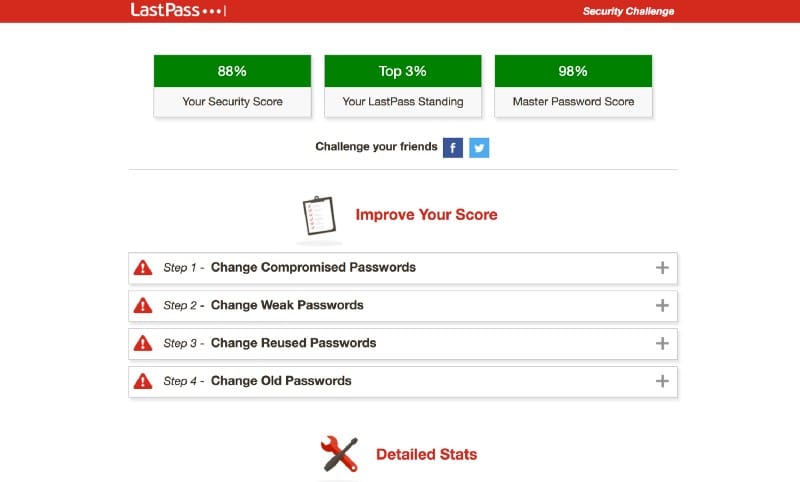 LastPass •••|
Security Challenge
88%
Your Security Score
Top 3%
Your LastPass Standing
98%
Master Password Score
Challenge your friends
Improve Your Score
Step 1 - Change Compromised Passwords
Step 2 - Change Weak Passwords
Step 3 - Change Reused Passwords
Step 4 - Change Old Passwords
Detailed Stats